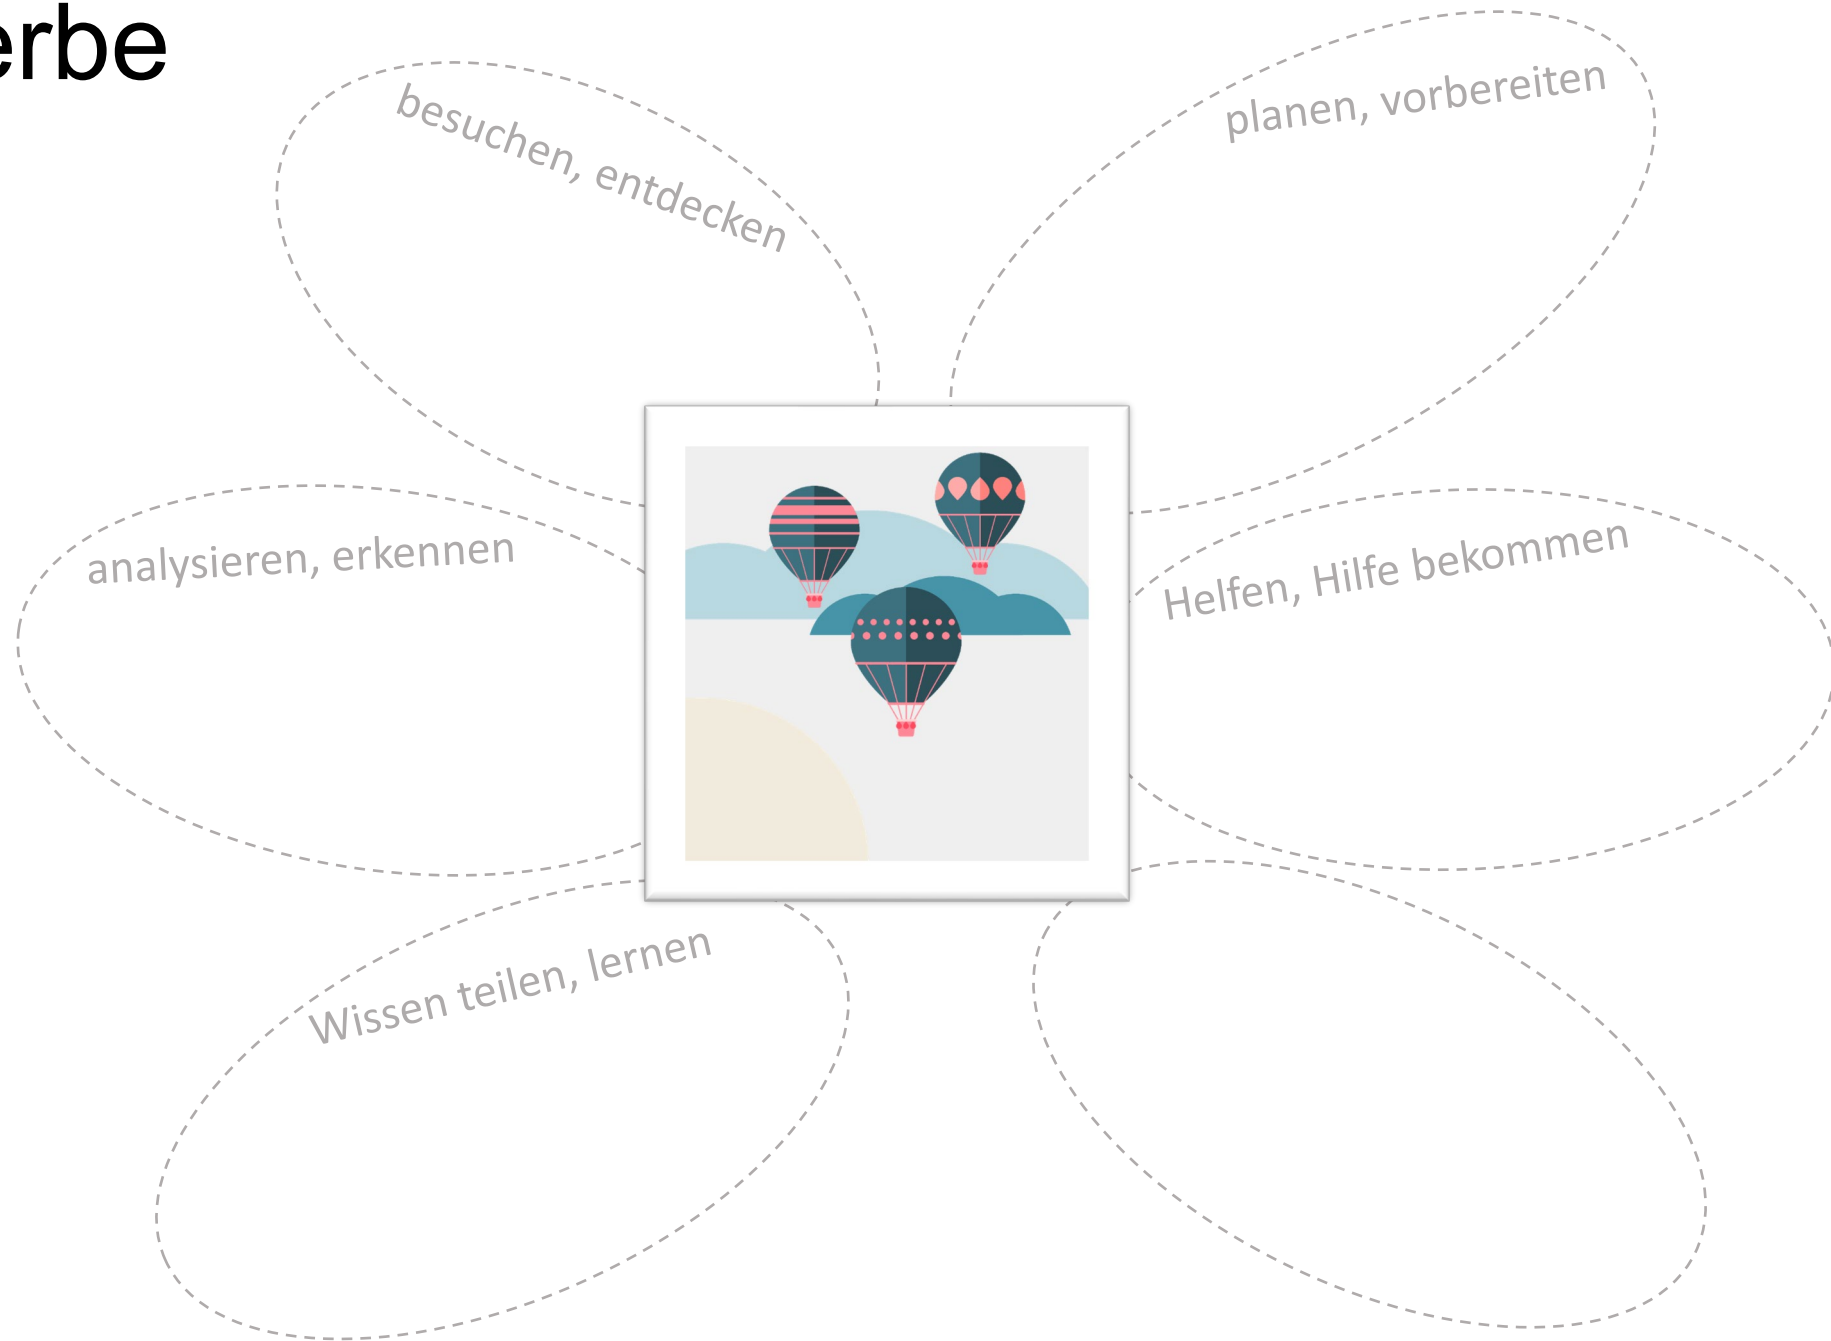 erbe
besuchen, entdecken
planen, vorbereiten
analysieren, erkennen
Helfen, Hilfe bekommen
Wissen teilen, lernen